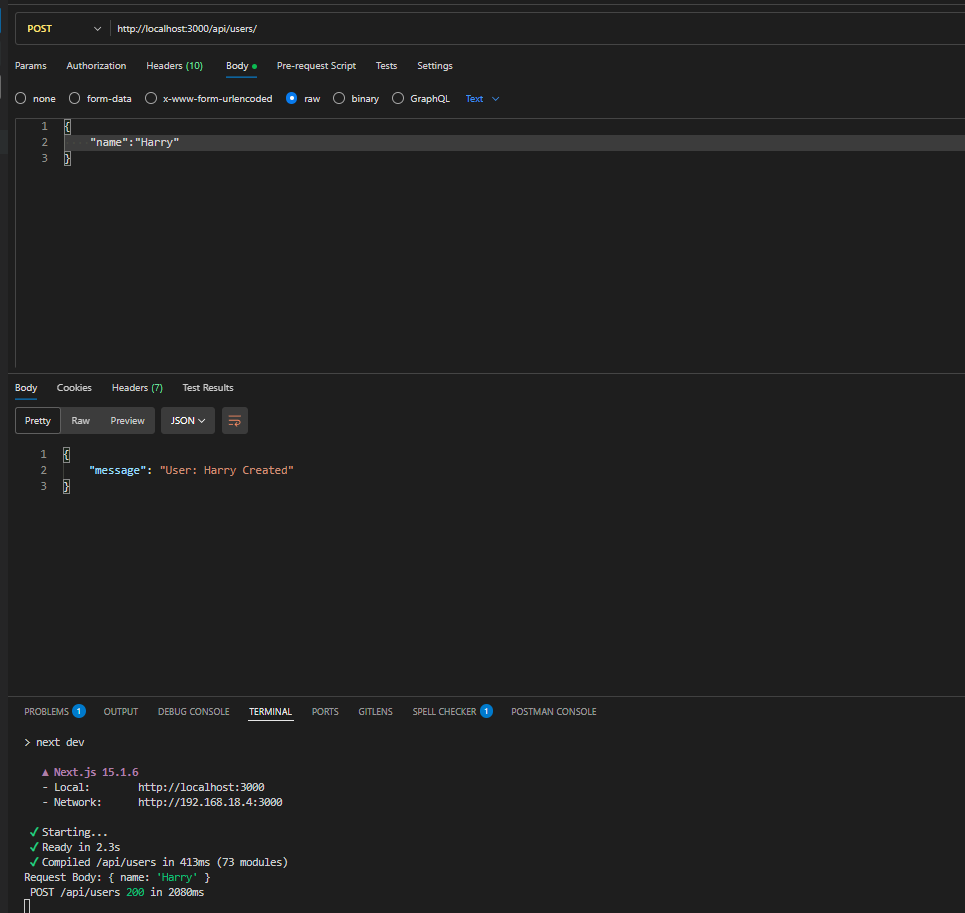 POST http://localhost:3000/api/users/
Params Authorization Headers (10) Body Pre-request Script Tests Settings
none form-data x-www-form-urlencoded raw binary GraphQL Text
1 {
2 "name":"Harry"
3 }
Body Cookies Headers (7) Test Results
Pretty Raw Preview JSON
1 {
2 "message": "User: Harry Created"
3 }
PROBLEMS 1 OUTPUT DEBUG CONSOLE TERMINAL PORTS GITLENS SPELL CHECKER 1 POSTMAN CONSOLE
> next dev
▲ Next.js 15.1.6
- Local: http://localhost:3000
- Network: http://192.168.18.4:3000
✓ Starting...
✓ Ready in 2.3s
✓ Compiled /api/users in 413ms (73 modules)
Request Body: { name: 'Harry' }
POST /api/users 200 in 2080ms